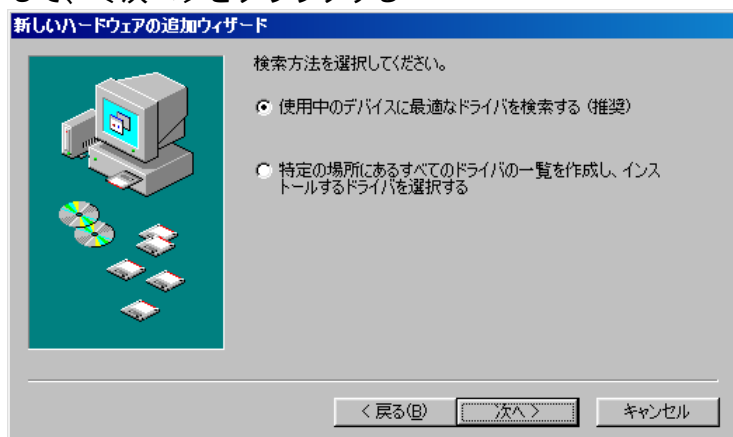 新しいハードウェアの追加ウィザード
検索方法を選択してください。
使用中のデバイスに最適なドライバを検索する (推奨)
特定の場所にあるすべてのドライバの一覧を作成し、インス
トールするドライバを選択する
< 戻る(B)
次へ >
キャンセル